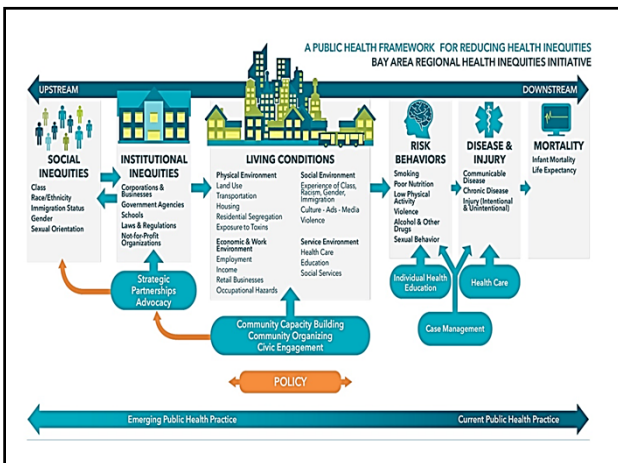 A PUBLIC HEALTH FRAMEWORK FOR REDUCING HEALTH INEQUITIES
BAY AREA REGIONAL HEALTH INEQUITIES INITIATIVE
UPSTREAM
DOWNSTREAM
SOCIAL
INEQUITIES
Class
Race/Ethnicity
Immigration Status
Gender
Sexual Orientation
INSTITUTIONAL
INEQUITIES
Corporations &
Businesses
Government Agencies
Schools
Laws & Regulations
Not-for-Profit
Organizations
LIVING CONDITIONS
Physical Environment
Land Use
Transportation
Housing
Residential Segregation
Exposure to Toxins
Economic & Work
Environment
Employment
Income
Retail Businesses
Occupational Hazards
Social Environment
Experience of Class,
Racism, Gender,
Immigration
Culture - Ads - Media
Violence
Service Environment
Health Care
Education
Social Services
RISK
BEHAVIORS
Smoking
Poor Nutrition
Low Physical
Activity
Violence
Alcohol & Other
Drugs
Sexual Behavior
DISEASE &
INJURY
Communicable
Disease
Chronic Disease
Injury (Intentional
& Unintentional)
MORTALITY
Infant Mortality
Life Expectancy
Strategic
Partnerships
Advocacy
Community Capacity Building
Community Organizing
Civic Engagement
Individual Health
Education
Health Care
Case Management
POLICY
Emerging Public Health Practice
Current Public Health Practice